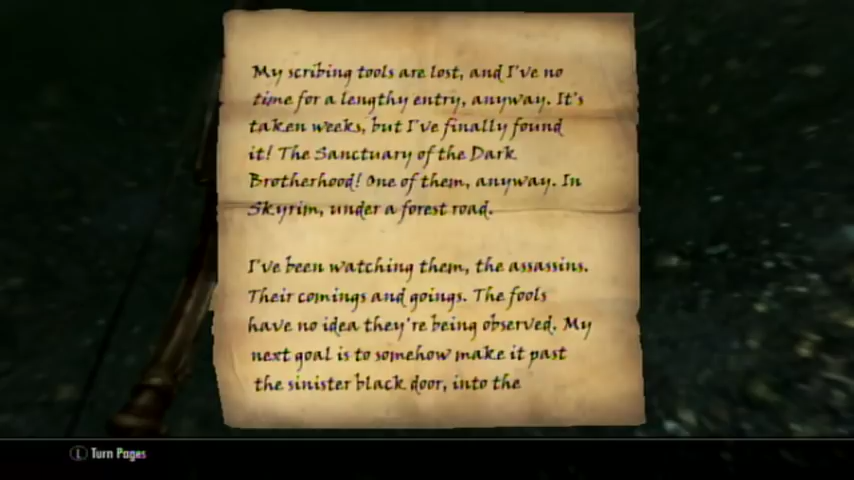 My scribing tools are lost, and I've no
time for a lengthy entry, anyway. It's
taken weeks, but I've finally found
it! The Sanctuary of the Dark
Brotherhood! One of them, anyway. In
Skyrim, under a forest road.
I've been watching them, the assassins.
Their comings and goings. The fools
have no idea they're being observed. My
next goal is to somehow make it past
the sinister black door, into the
L Turn Pages